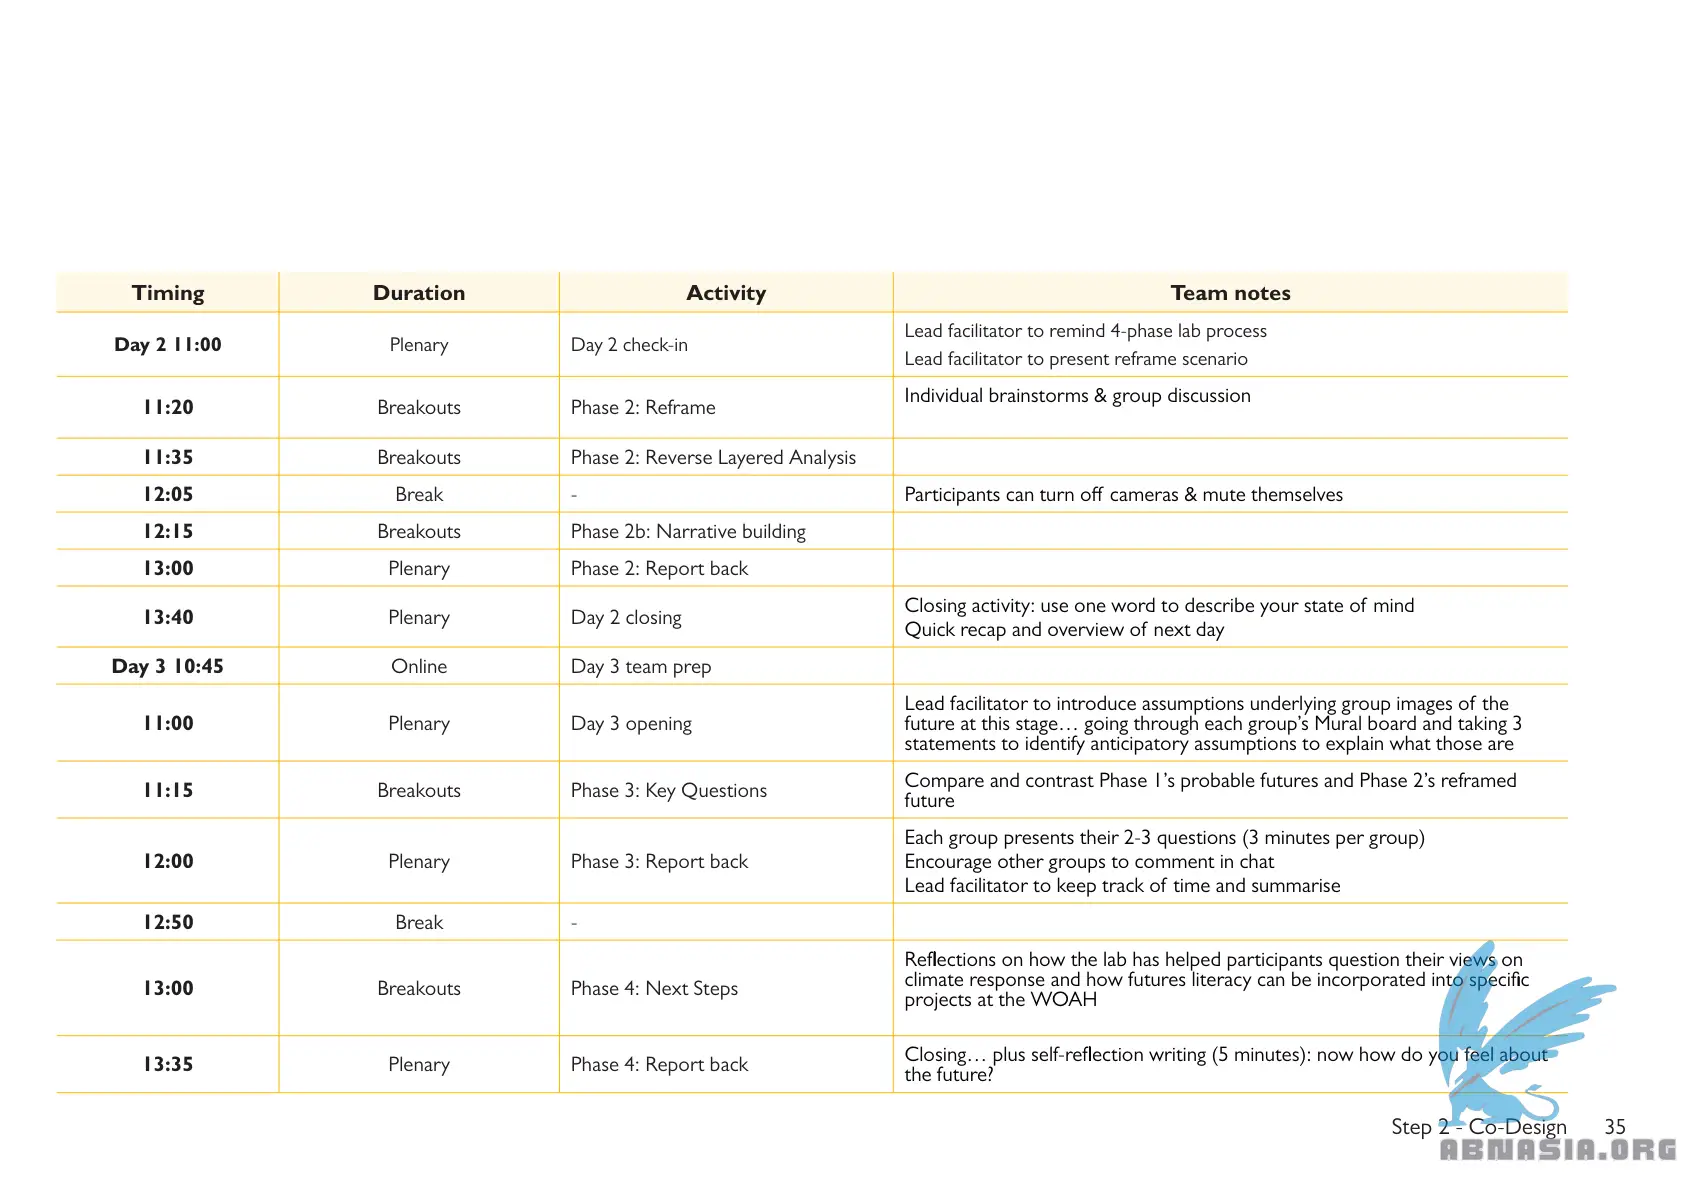 Timing Duration Activity Team notes
Day 2 11:00 Plenary Day 2 check-in Lead facilitator to remind 4-phase lab process
Lead facilitator to present reframe scenario
11:20 Breakouts Phase 2: Reframe Individual brainstorms & group discussion
11:35 Breakouts Phase 2: Reverse Layered Analysis
12:05 Break - Participants can turn off cameras & mute themselves
12:15 Breakouts Phase 2b: Narrative building
13:00 Plenary Phase 2: Report back
13:40 Plenary Day 2 closing Closing activity: use one word to describe your state of mind
Quick recap and overview of next day
Day 3 10:45 Online Day 3 team prep
11:00 Plenary Day 3 opening Lead facilitator to introduce assumptions underlying group images of the
future at this stage… going through each group’s Mural board and taking 3
statements to identify anticipatory assumptions to explain what those are
11:15 Breakouts Phase 3: Key Questions Compare and contrast Phase 1’s probable futures and Phase 2’s reframed
future
12:00 Plenary Phase 3: Report back Each group presents their 2-3 questions (3 minutes per group)
Encourage other groups to comment in chat
Lead facilitator to keep track of time and summarise
12:50 Break -
13:00 Breakouts Phase 4: Next Steps Reflections on how the lab has helped participants question their views on
climate response and how futures literacy can be incorporated into specific
projects at the WOAH
13:35 Plenary Phase 4: Report back Closing… plus self-reflection writing (5 minutes): now how do you feel about
the future?
Step 2 - Co-Design 35
ABNASIA.ORG